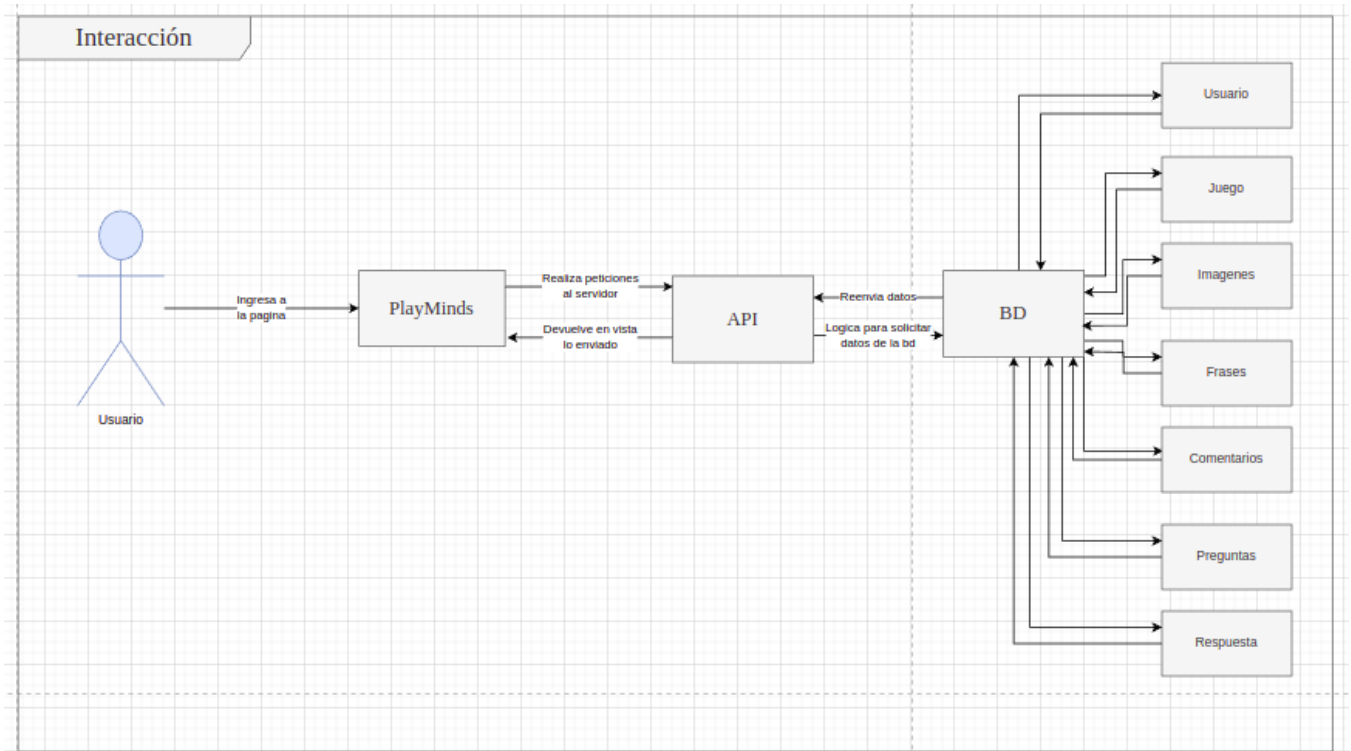 Interacción
Usuario
Ingresa a
la pagina
PlayMinds
Realiza peticiones
al servidor
Devuelve en vista
lo enviado
API
Reenvia datos
Logica para solicitar
datos de la bd
BD
Usuario
Juego
Imagenes
Frases
Comentarios
Preguntas
Respuesta